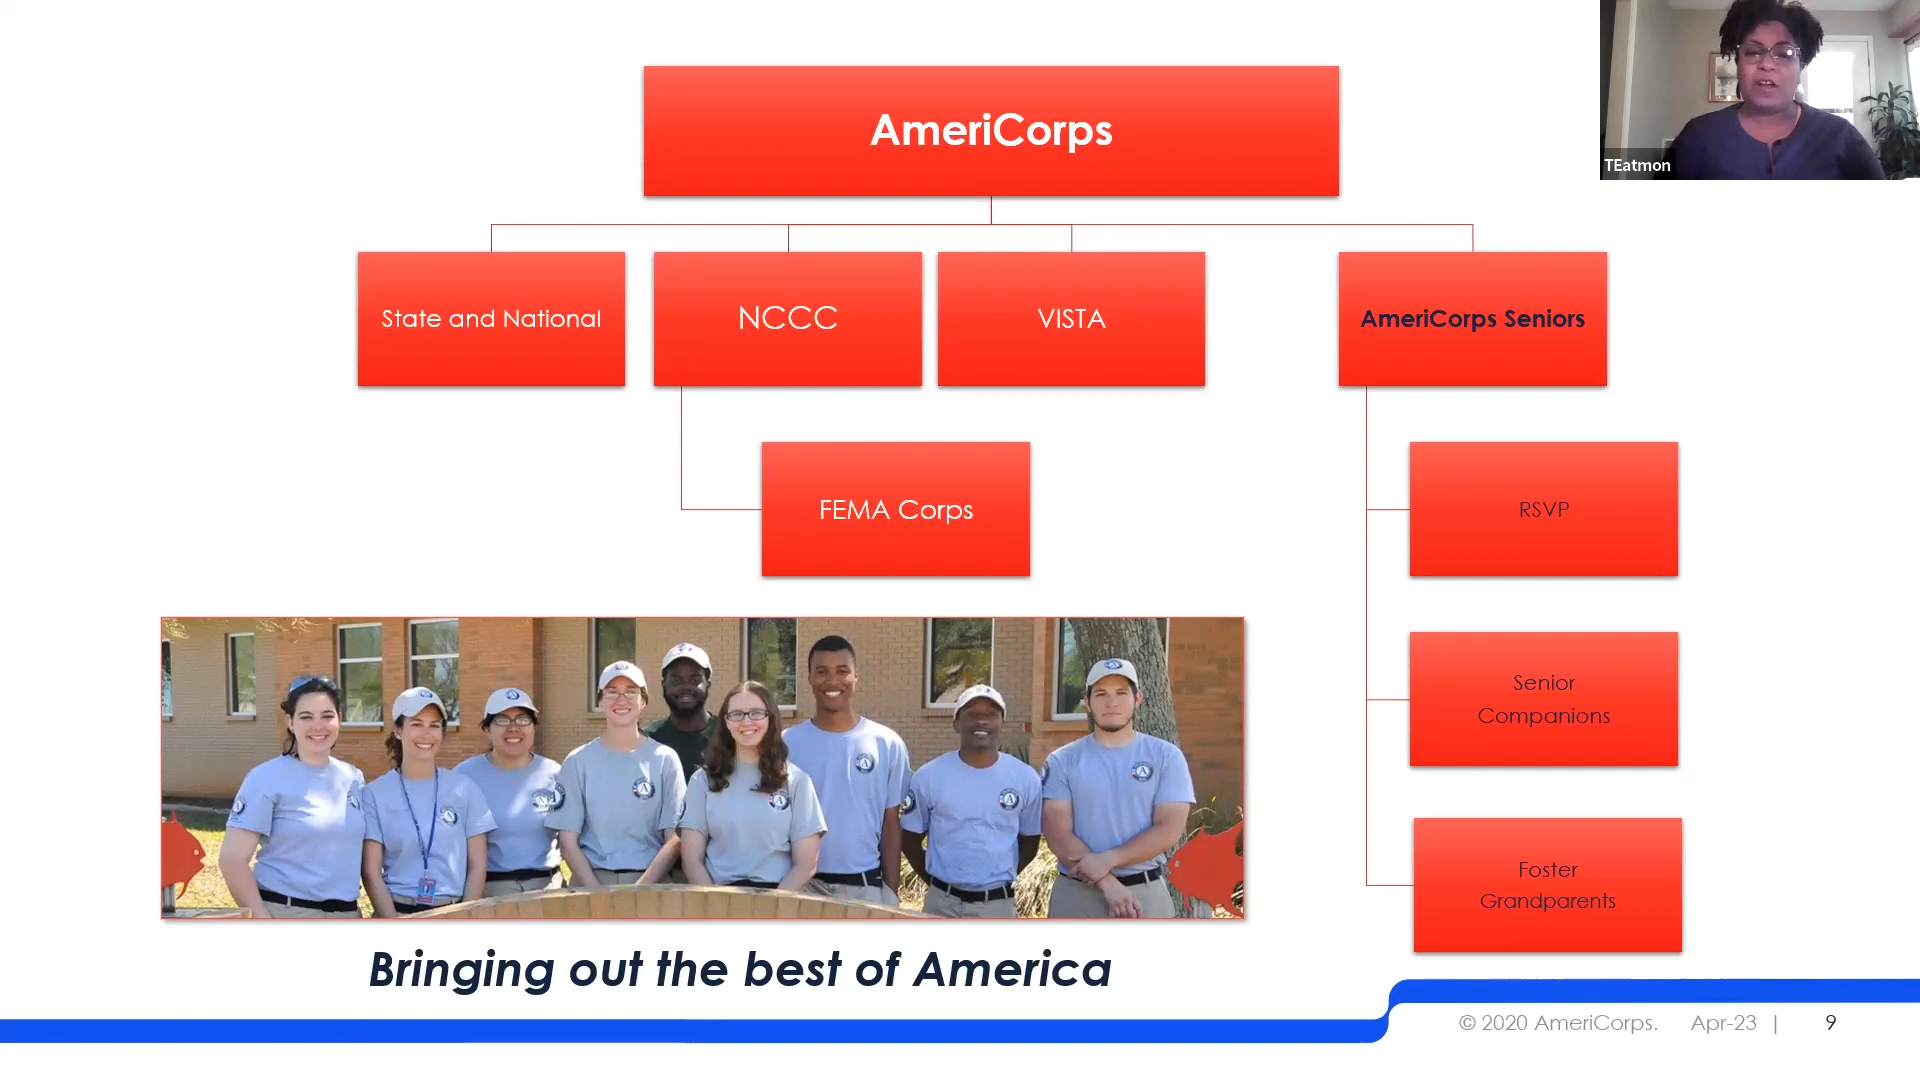 AmeriCorps
TEatmon
State and National
NCCC
VISTA
AmeriCorps Seniors
FEMA Corps
RSVP
Senior
Companions
Foster
Grandparents
Bringing out the best of America
© 2020 AmeriCorps. Apr-23 | 9